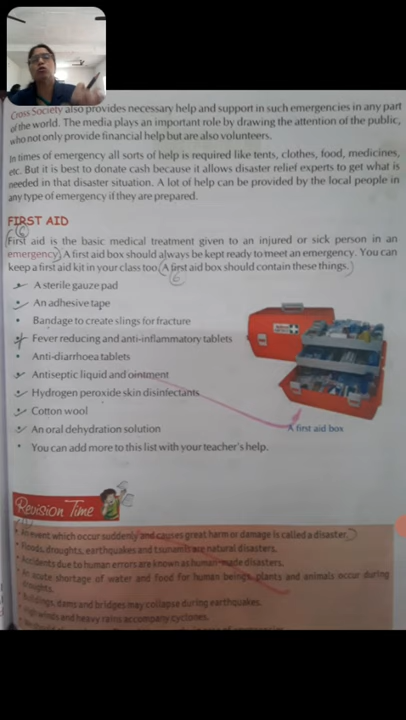 Cross Society also provides necessary help and support in such emergencies in any part
of the world. The media plays an important role by drawing the attention of the public,
who not only provide financial help but are also volunteers.
In times of emergency all sorts of help is required like tents, clothes, food, medicines,
etc. But it is best to donate cash because it allows disaster relief experts to get what is
needed in that disaster situation. A lot of help can be provided by the local people in
any type of emergency if they are prepared.
FIRST AID
First aid is the basic medical treatment given to an injured or sick person in an
emergency. A first aid box should always be kept ready to meet an emergency. You can
keep a first aid kit in your class too. A first aid box should contain these things.
6
A sterile gauze pad
An adhesive tape
• Bandage to create slings for fracture
Fever reducing and anti-inflammatory tablets
• Anti-diarrhoea tablets
Antiseptic liquid and ointment
Hydrogen peroxide skin disinfectants
Cotton wool
An oral dehydration solution
• You can add more to this list with your teacher's help.
A first aid box
Revision Time
• An event which occur suddenly and causes great harm or damage is called a disaster.
• Floods, droughts, earthquakes and tsunamis are natural disasters.
• Accidents due to human errors are known as human-made disasters.
• An acute shortage of water and food for human beings, plants and animals occur during
droughts.
• Buildings, dams and bridges may collapse during earthquakes.
• High winds and heavy rains accompany cyclones.